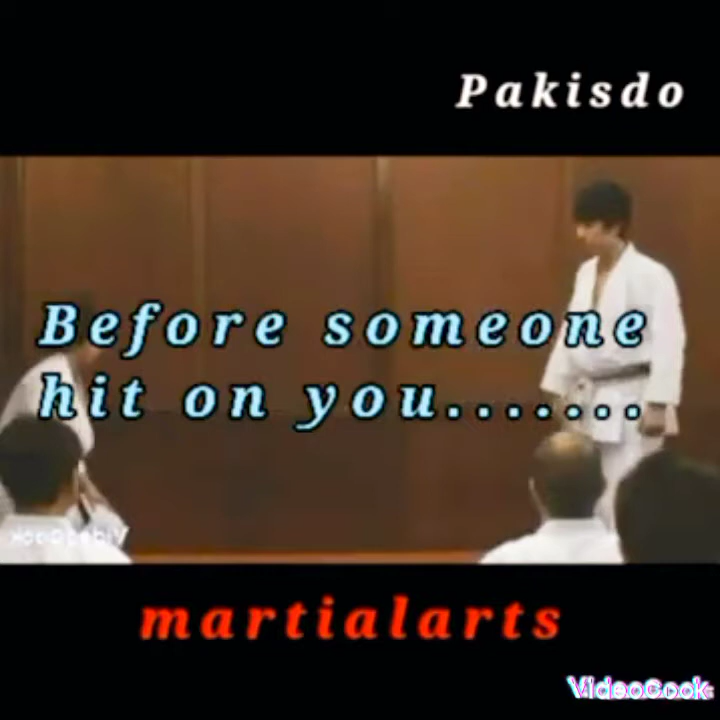 Pakisdo
Before someone
hit on you.......
martialarts
VideoCook